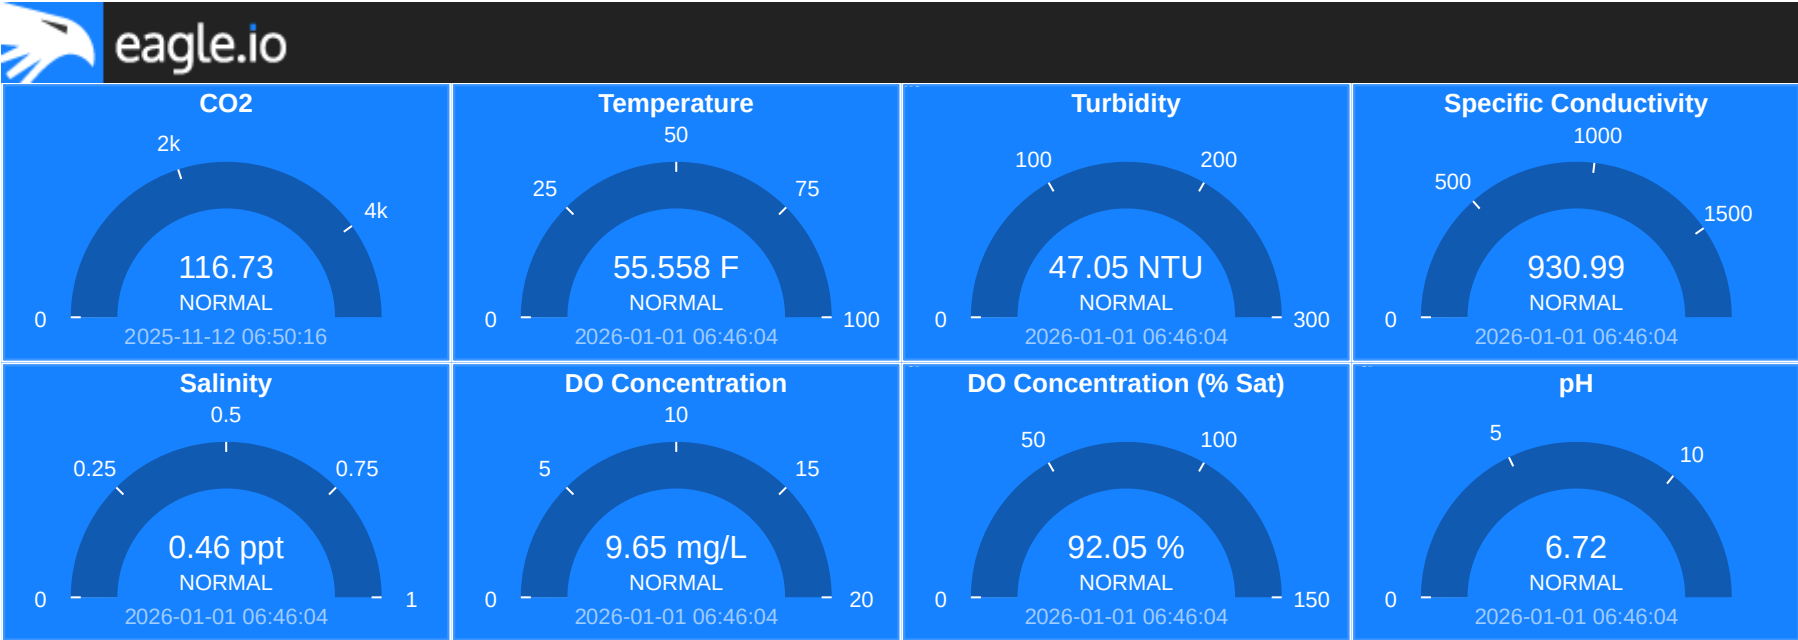 eagle.io
CO2
2k
4k
116.73
NORMAL
0
2025-11-12 06:50:16
Temperature
50
25
75
55.558 F
NORMAL
0
100
2026-01-01 06:46:04
Turbidity
100
200
47.05 NTU
NORMAL
0
300
2026-01-01 06:46:04
Specific Conductivity
1000
500
1500
930.99
NORMAL
0
2026-01-01 06:46:04
Salinity
0.5
0.25
0.75
0.46 ppt
NORMAL
0
1
2026-01-01 06:46:04
DO Concentration
10
5
15
9.65 mg/L
NORMAL
0
20
2026-01-01 06:46:04
DO Concentration (% Sat)
50
100
92.05 %
NORMAL
0
150
2026-01-01 06:46:04
pH
5
10
6.72
NORMAL
0
2026-01-01 06:46:04